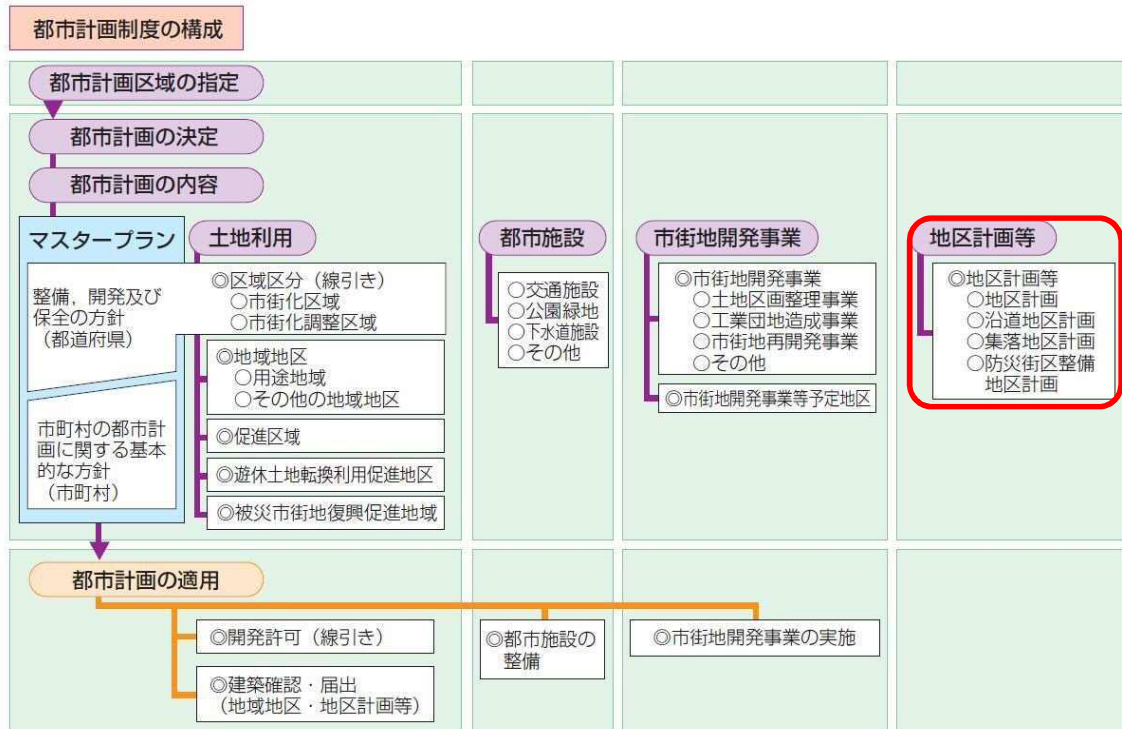 都市計画制度の構成
都市計画区域の指定
都市計画の決定
都市計画の内容
マスタープラン
整備，開発及び
保全の方針
（都道府県）
市町村の都市計
画に関する基本
的な方針
（市町村）
土地利用
◎区域区分（線引き）
○市街化区域
○市街化調整区域
◎地域地区
○用途地域
○その他の地域地区
◎促進区域
◎遊休土地転換利用促進地区
◎被災市街地復興促進地域
都市施設
○交通施設
○公園緑地
○下水道施設
○その他
市街地開発事業
◎市街地開発事業
○土地区画整理事業
○工業団地造成事業
○市街地再開発事業
○その他
◎市街地開発事業等予定地区
地区計画等
◎地区計画等
○地区計画
○沿道地区計画
○集落地区計画
○防災街区整備
地区計画
都市計画の適用
◎開発許可（線引き）
◎建築確認・届出
（地域地区・地区計画等）
◎都市施設の
整備
◎市街地開発事業の実施